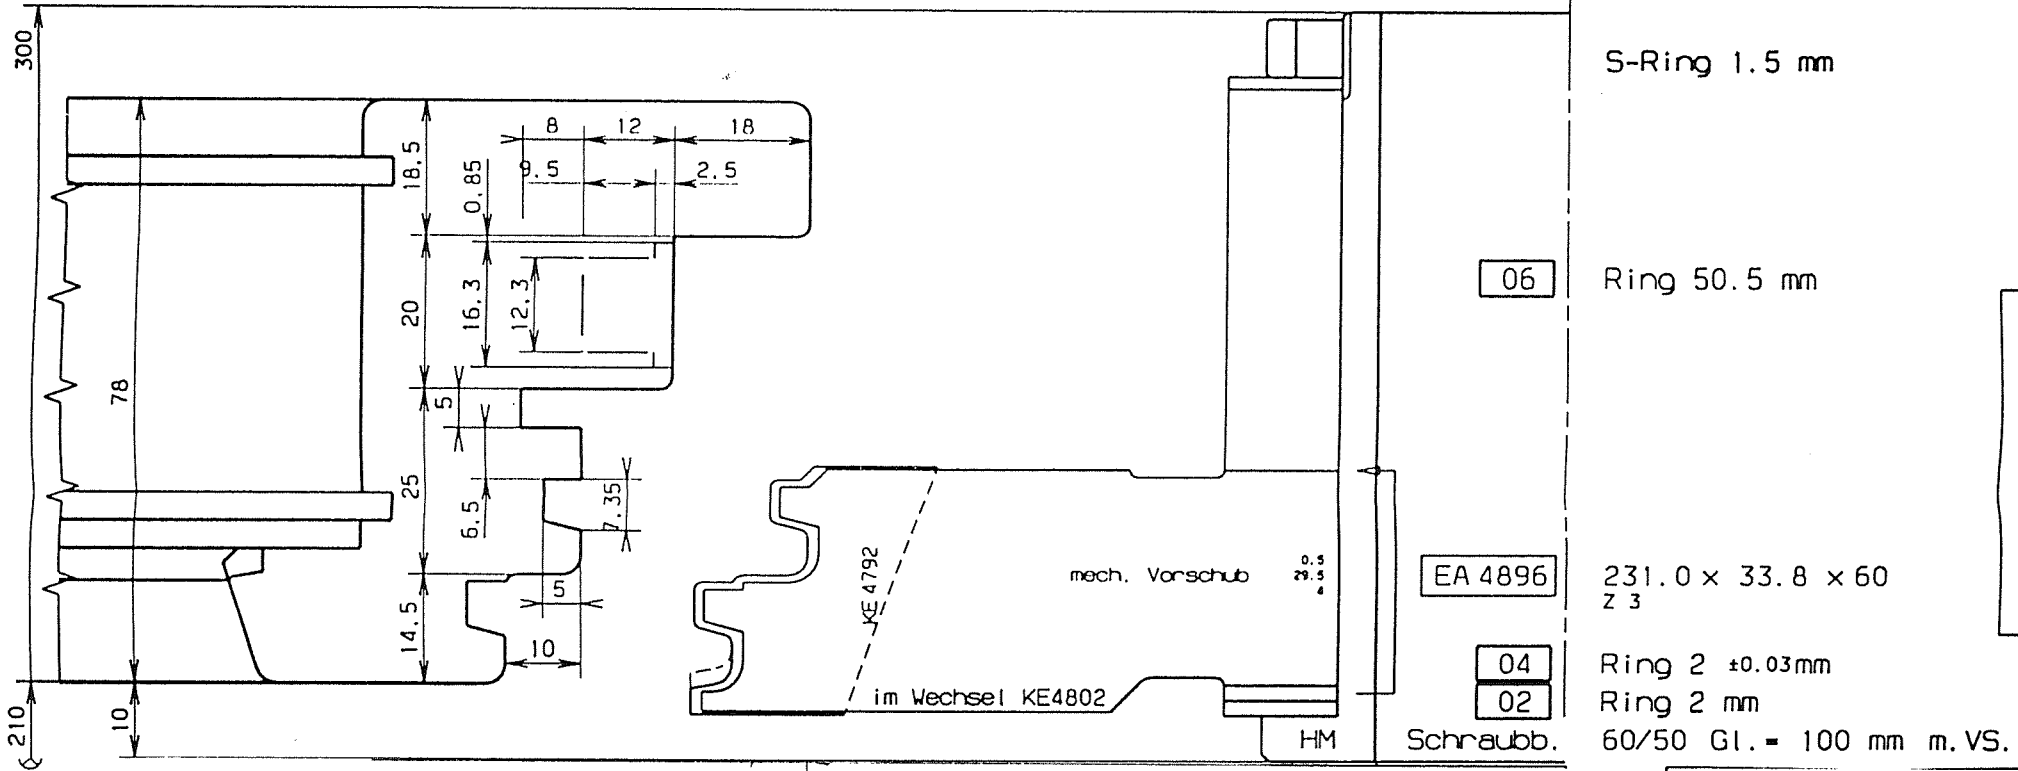 300
S-Ring 1.5 mm
8 12 18
18.5
0.85
9.5 2.5
06 Ring 50.5 mm
20
16.3
12.3
78
5
25
6.5
7.35
KE 4792
mech. Vorschub
0.5
29.5
4
EA 4896 231.0 x 33.8 x 60
Z 3
5
14.5
10
04 Ring 2 ±0.03mm
im Wechsel KE4802
02 Ring 2 mm
210
10
HM Schraubb. 60/50 Gl.= 100 mm m.VS.